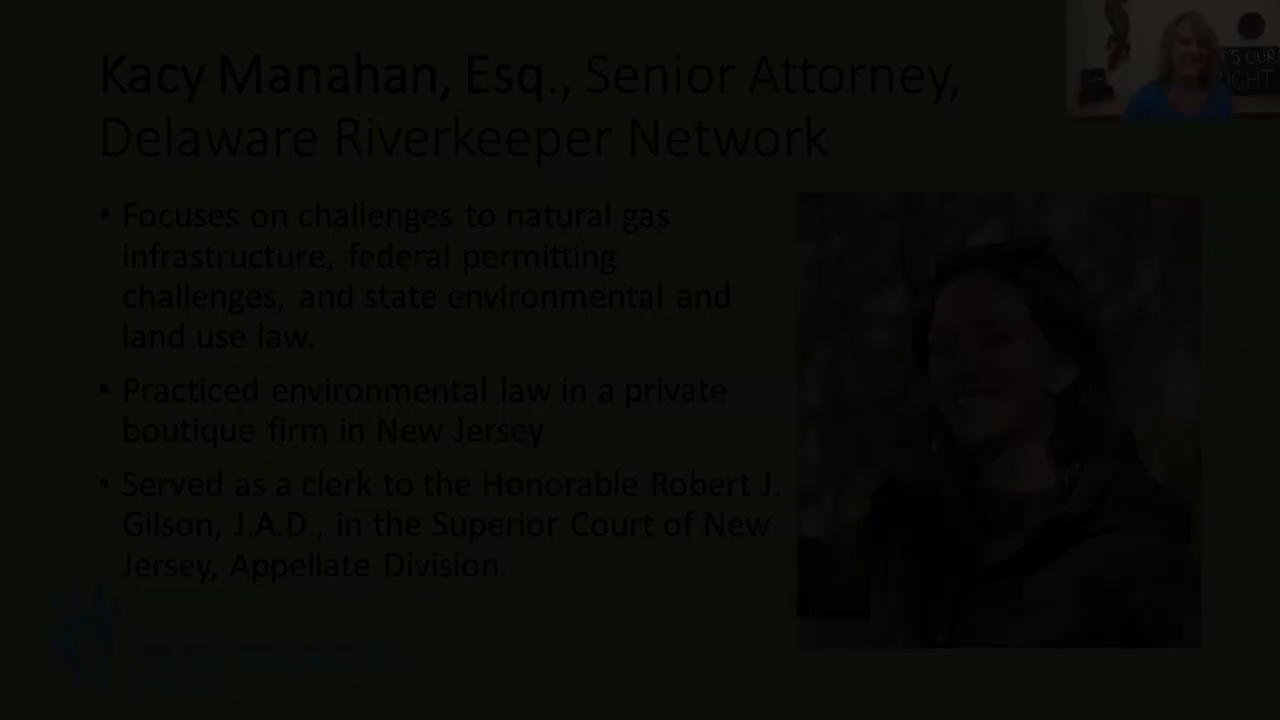 Kacy Manahan, Esq., Senior Attorney,
Delaware Riverkeeper Network
• Focuses on challenges to natural gas
infrastructure, federal permitting
challenges, and state environmental and
land use law.
• Practiced environmental law in a private
boutique firm in New Jersey
• Served as a clerk to the Honorable Robert J.
Gilson, J.A.D., in the Superior Court of New
Jersey, Appellate Division.
OUR
RIGHT